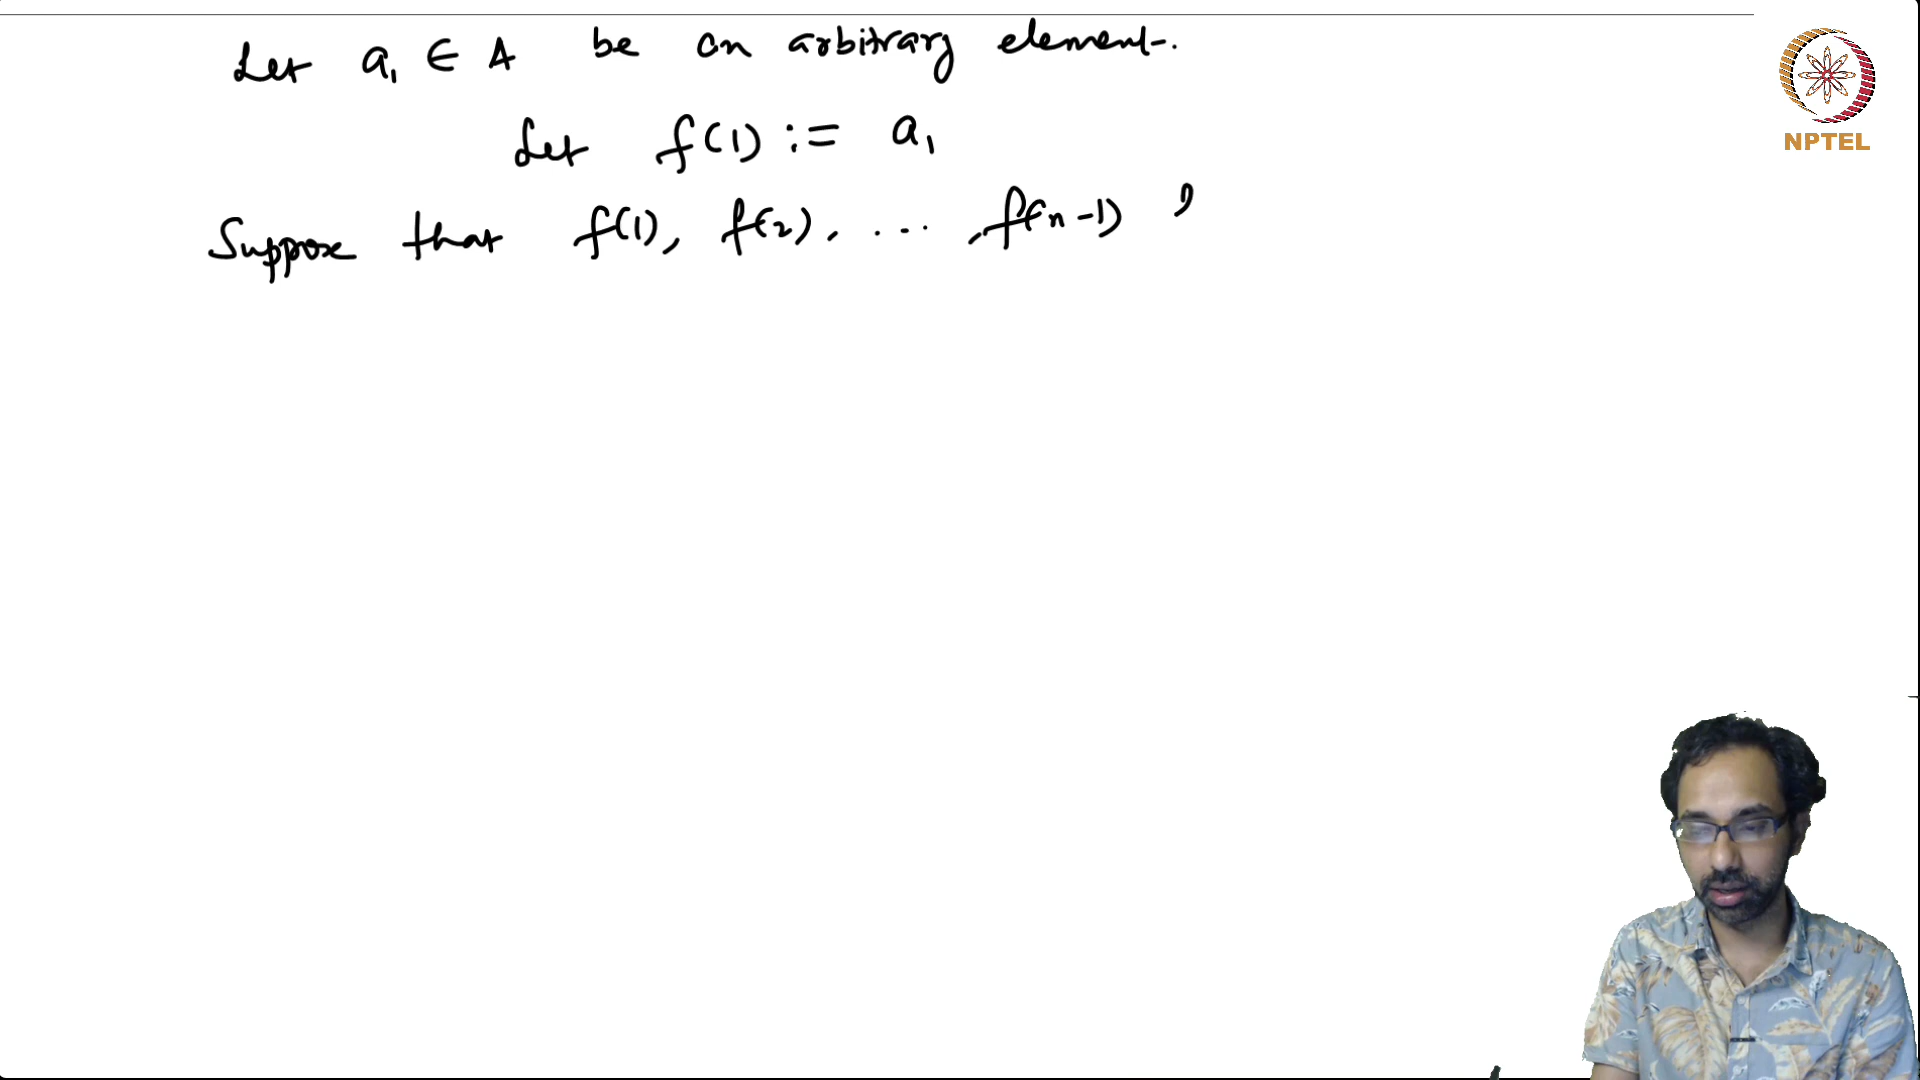 Let a₁ ∈ A be an arbitrary element.
Let f(1) := a₁
Suppose that f(1), f(2), ... , f(n-1) ,
NPTEL